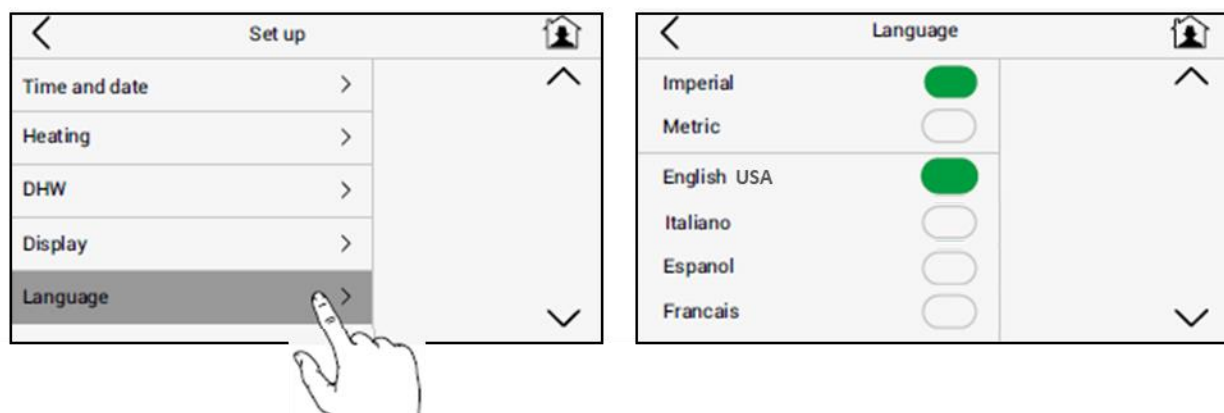 Set up
Time and date
Heating
DHW
Display
Language
Language
Imperial
Metric
English USA
Italiano
Espanol
Francais